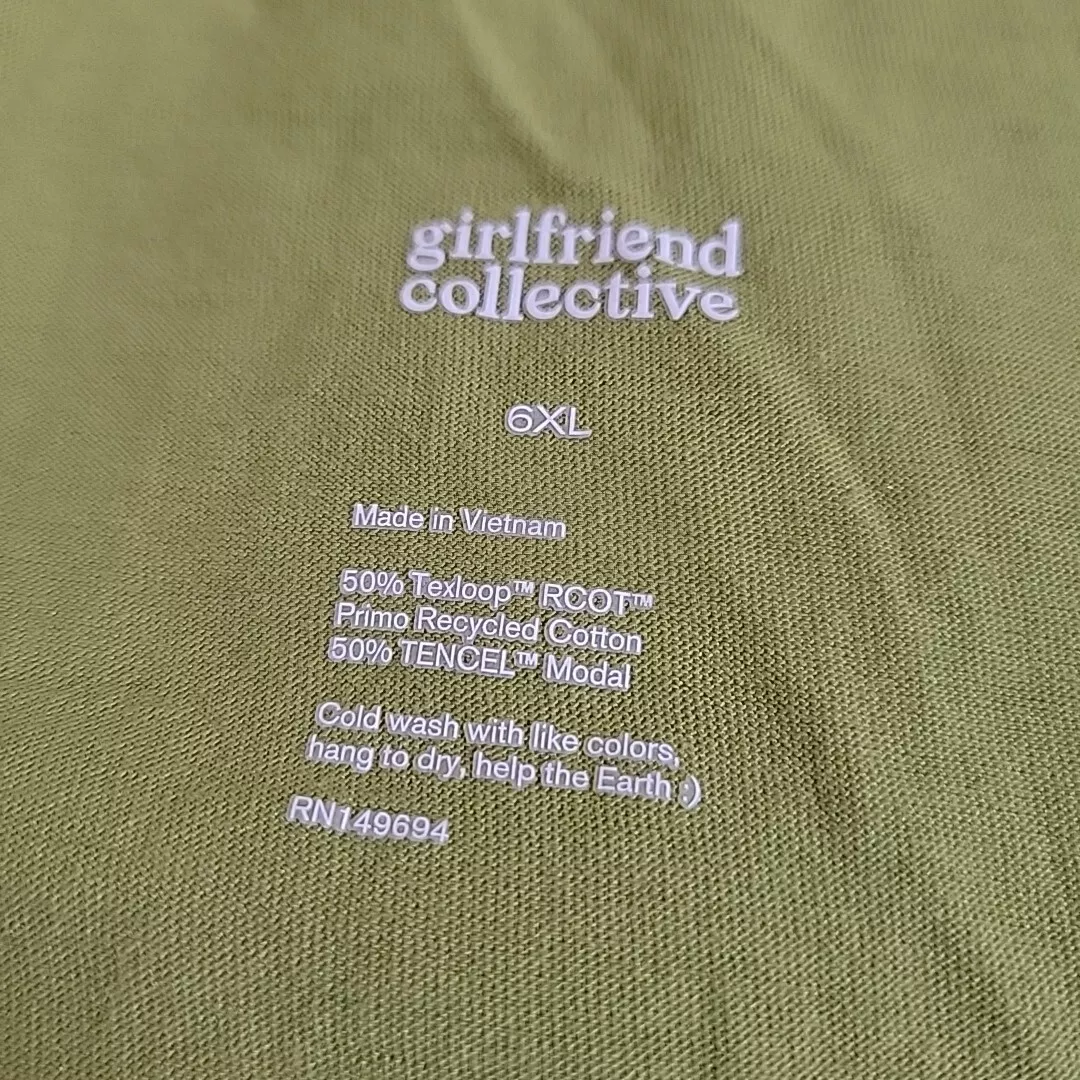 girlfriend
collective
6XL
Made in Vietnam
50% Texloop™ RCOT™
Primo Recycled Cotton
50% TENCEL™ Modal
Cold wash with like colors,
hang to dry, help the Earth :)
RN149694